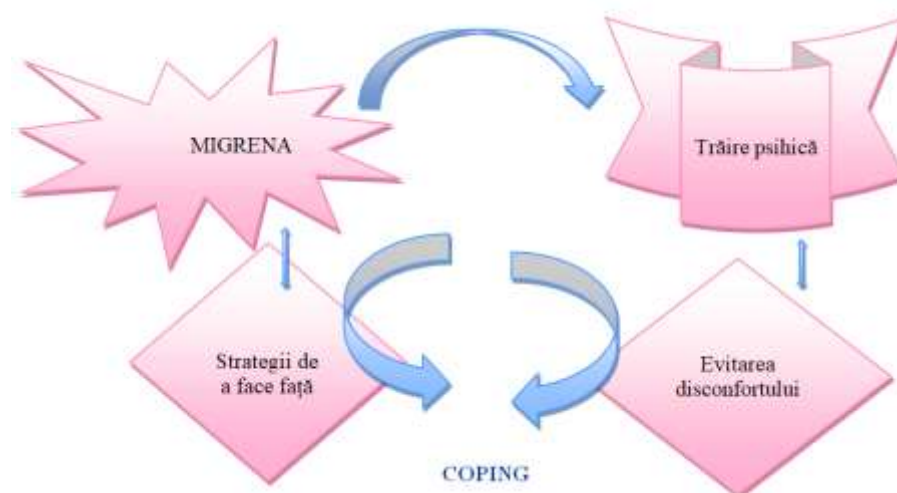 MIGRENA
Trăire psihică
Strategii de
a face față
Evitarea
disconfortului
COPING